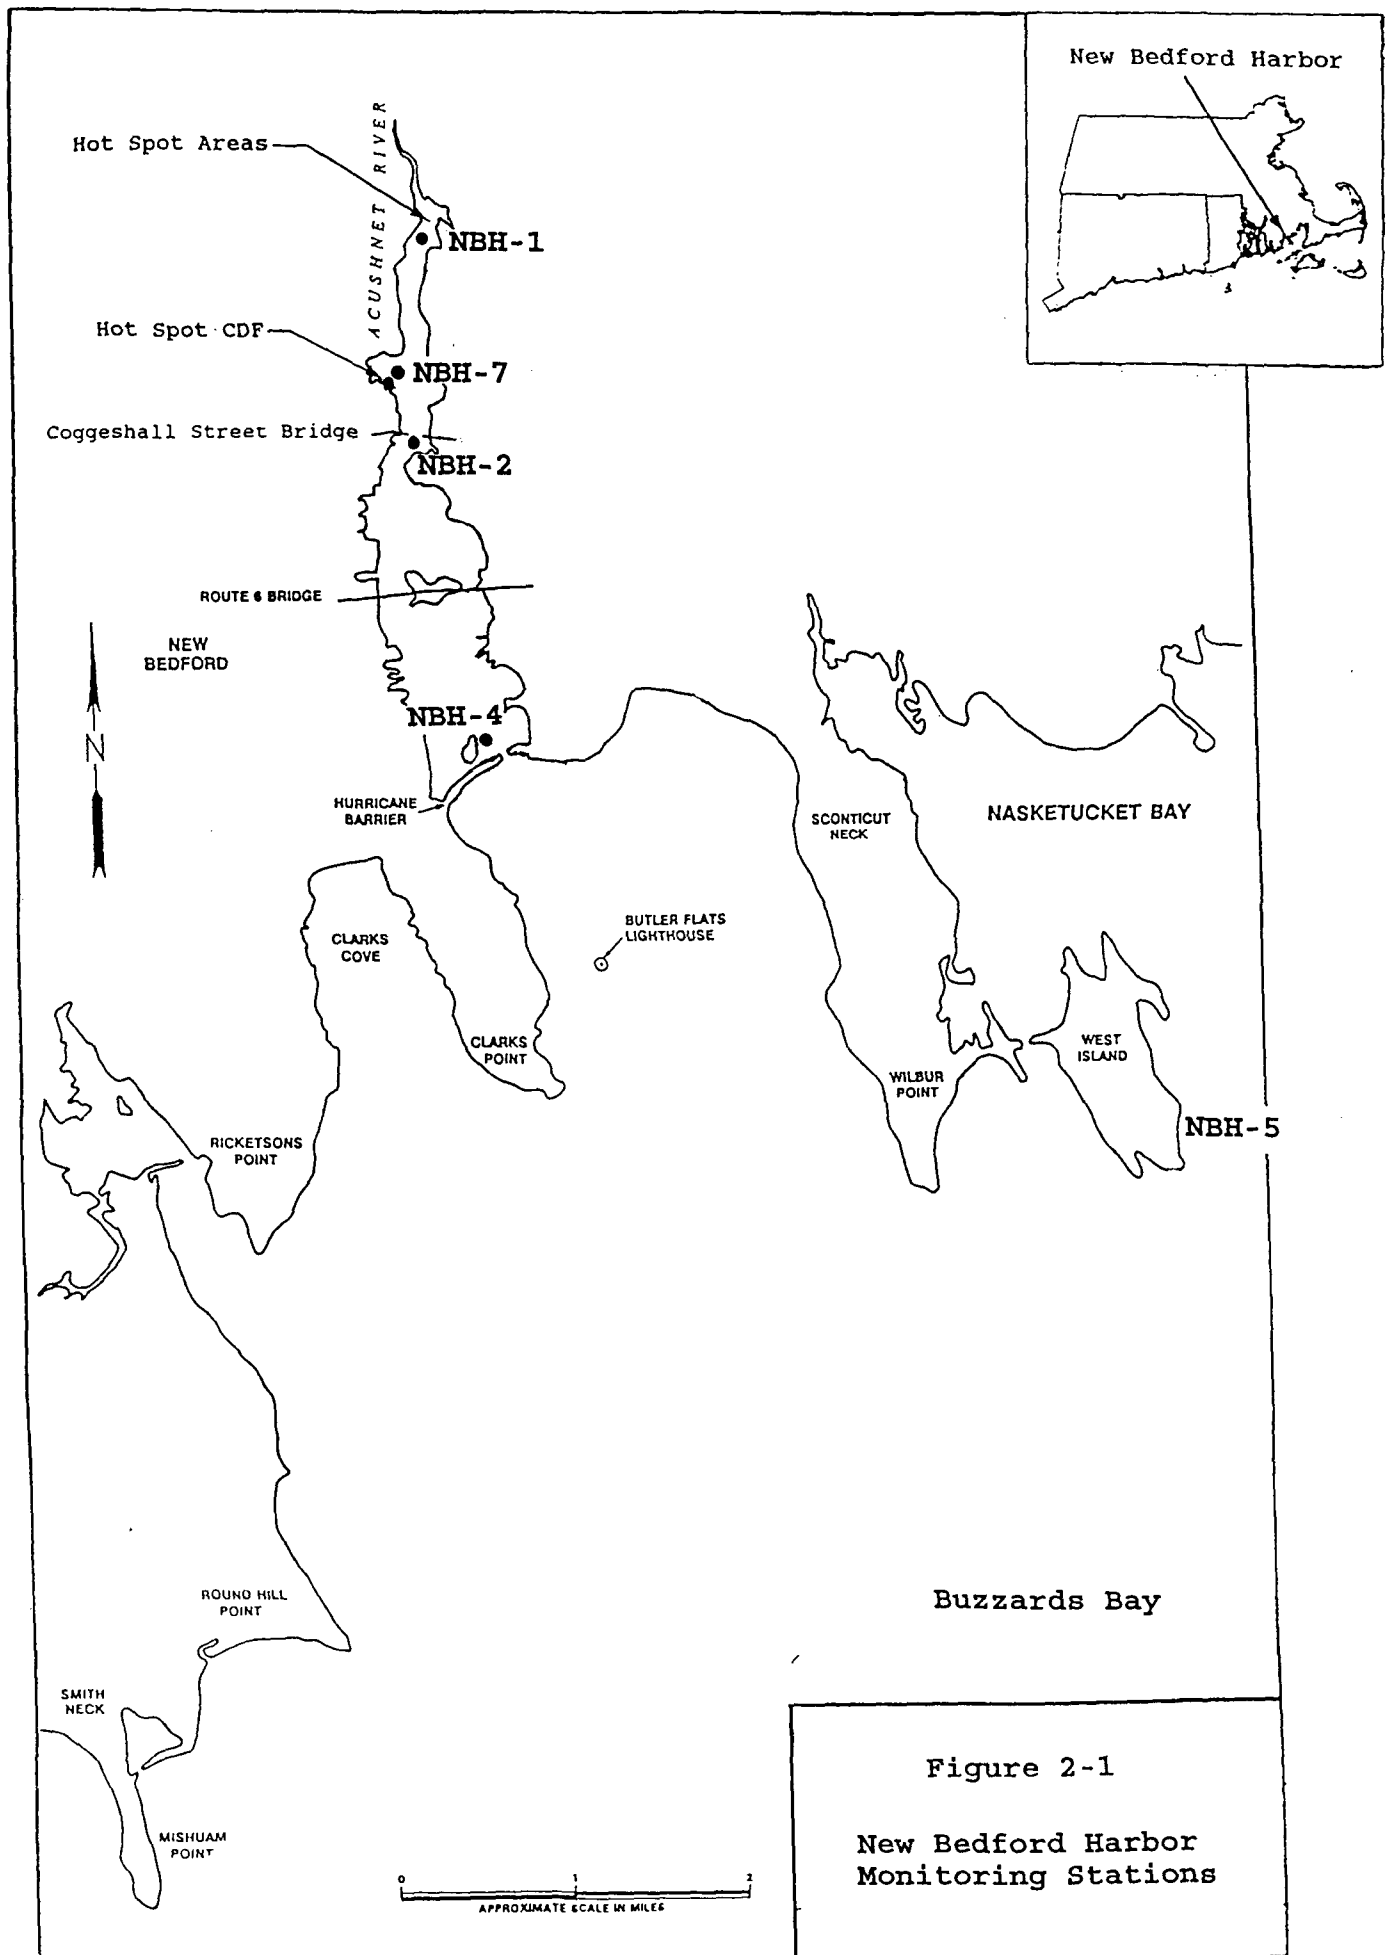 New Bedford Harbor
Hot Spot Areas
ACUSHNET RIVER
NBH-1
Hot Spot CDF
NBH-7
Coggeshall Street Bridge
NBH-2
ROUTE 6 BRIDGE
NEW
BEDFORD
N
NBH-4
HURRICANE
BARRIER
SCONTICUT
NECK
NASKETUCKET BAY
CLARKS
COVE
BUTLER FLATS
LIGHTHOUSE
CLARKS
POINT
WEST
ISLAND
WILBUR
POINT
NBH-5
RICKETSONS
POINT
ROUND HILL
POINT
Buzzards Bay
SMITH
NECK
MISHUAM
POINT
0 1 2
APPROXIMATE SCALE IN MILES
Figure 2-1
New Bedford Harbor
Monitoring Stations